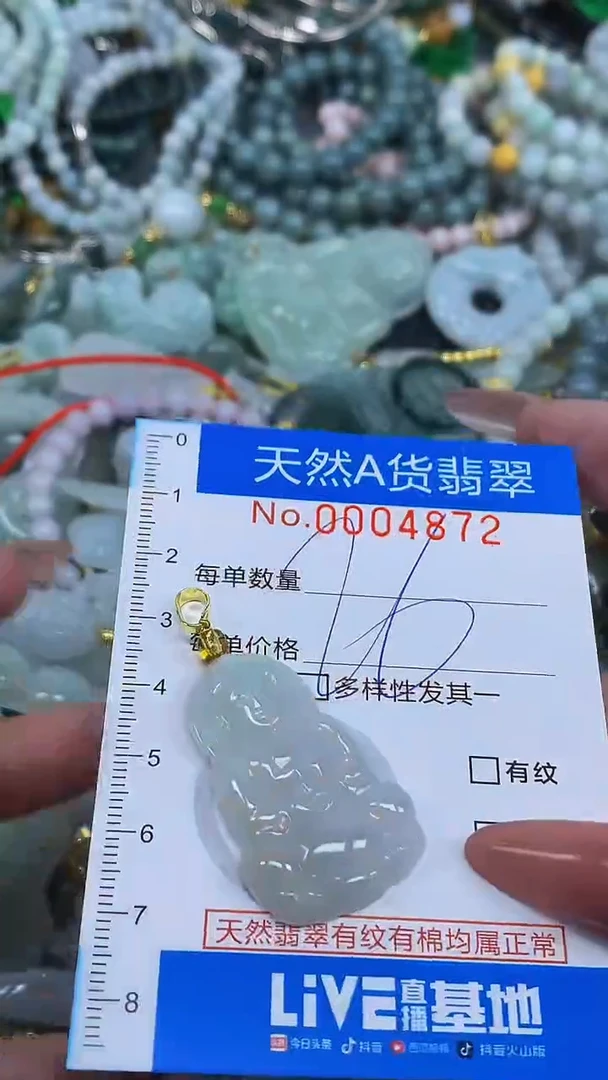 0
天然A货翡翠
1
No.0004872
2
每单数量
3
每单价格
4
多样性发其一
5
有纹
6
7
天然翡翠有纹有棉均属正常
8
LiVE直播基地
今日头条 抖音 西瓜视频 抖音火山版